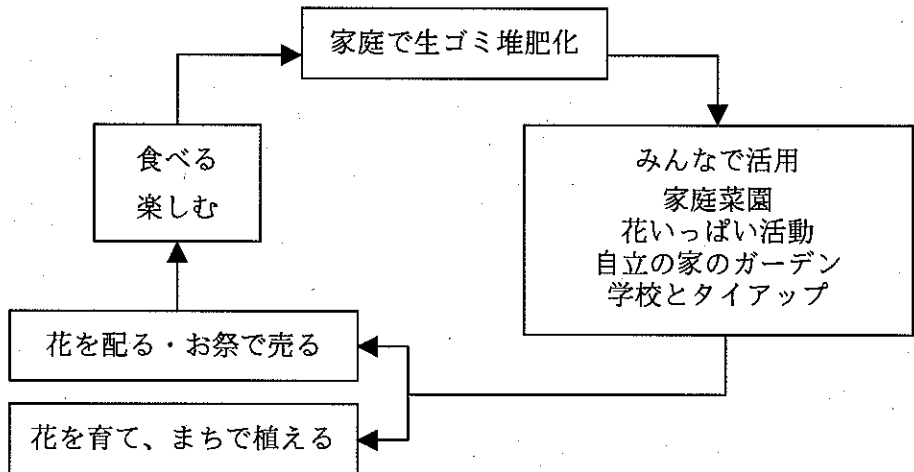 家庭で生ゴミ堆肥化
食べる
楽しむ
みんなで活用
家庭菜園
花いっぱい活動
自立の家のガーデン
学校とタイアップ
花を配る・お祭で売る
花を育て、まちで植える